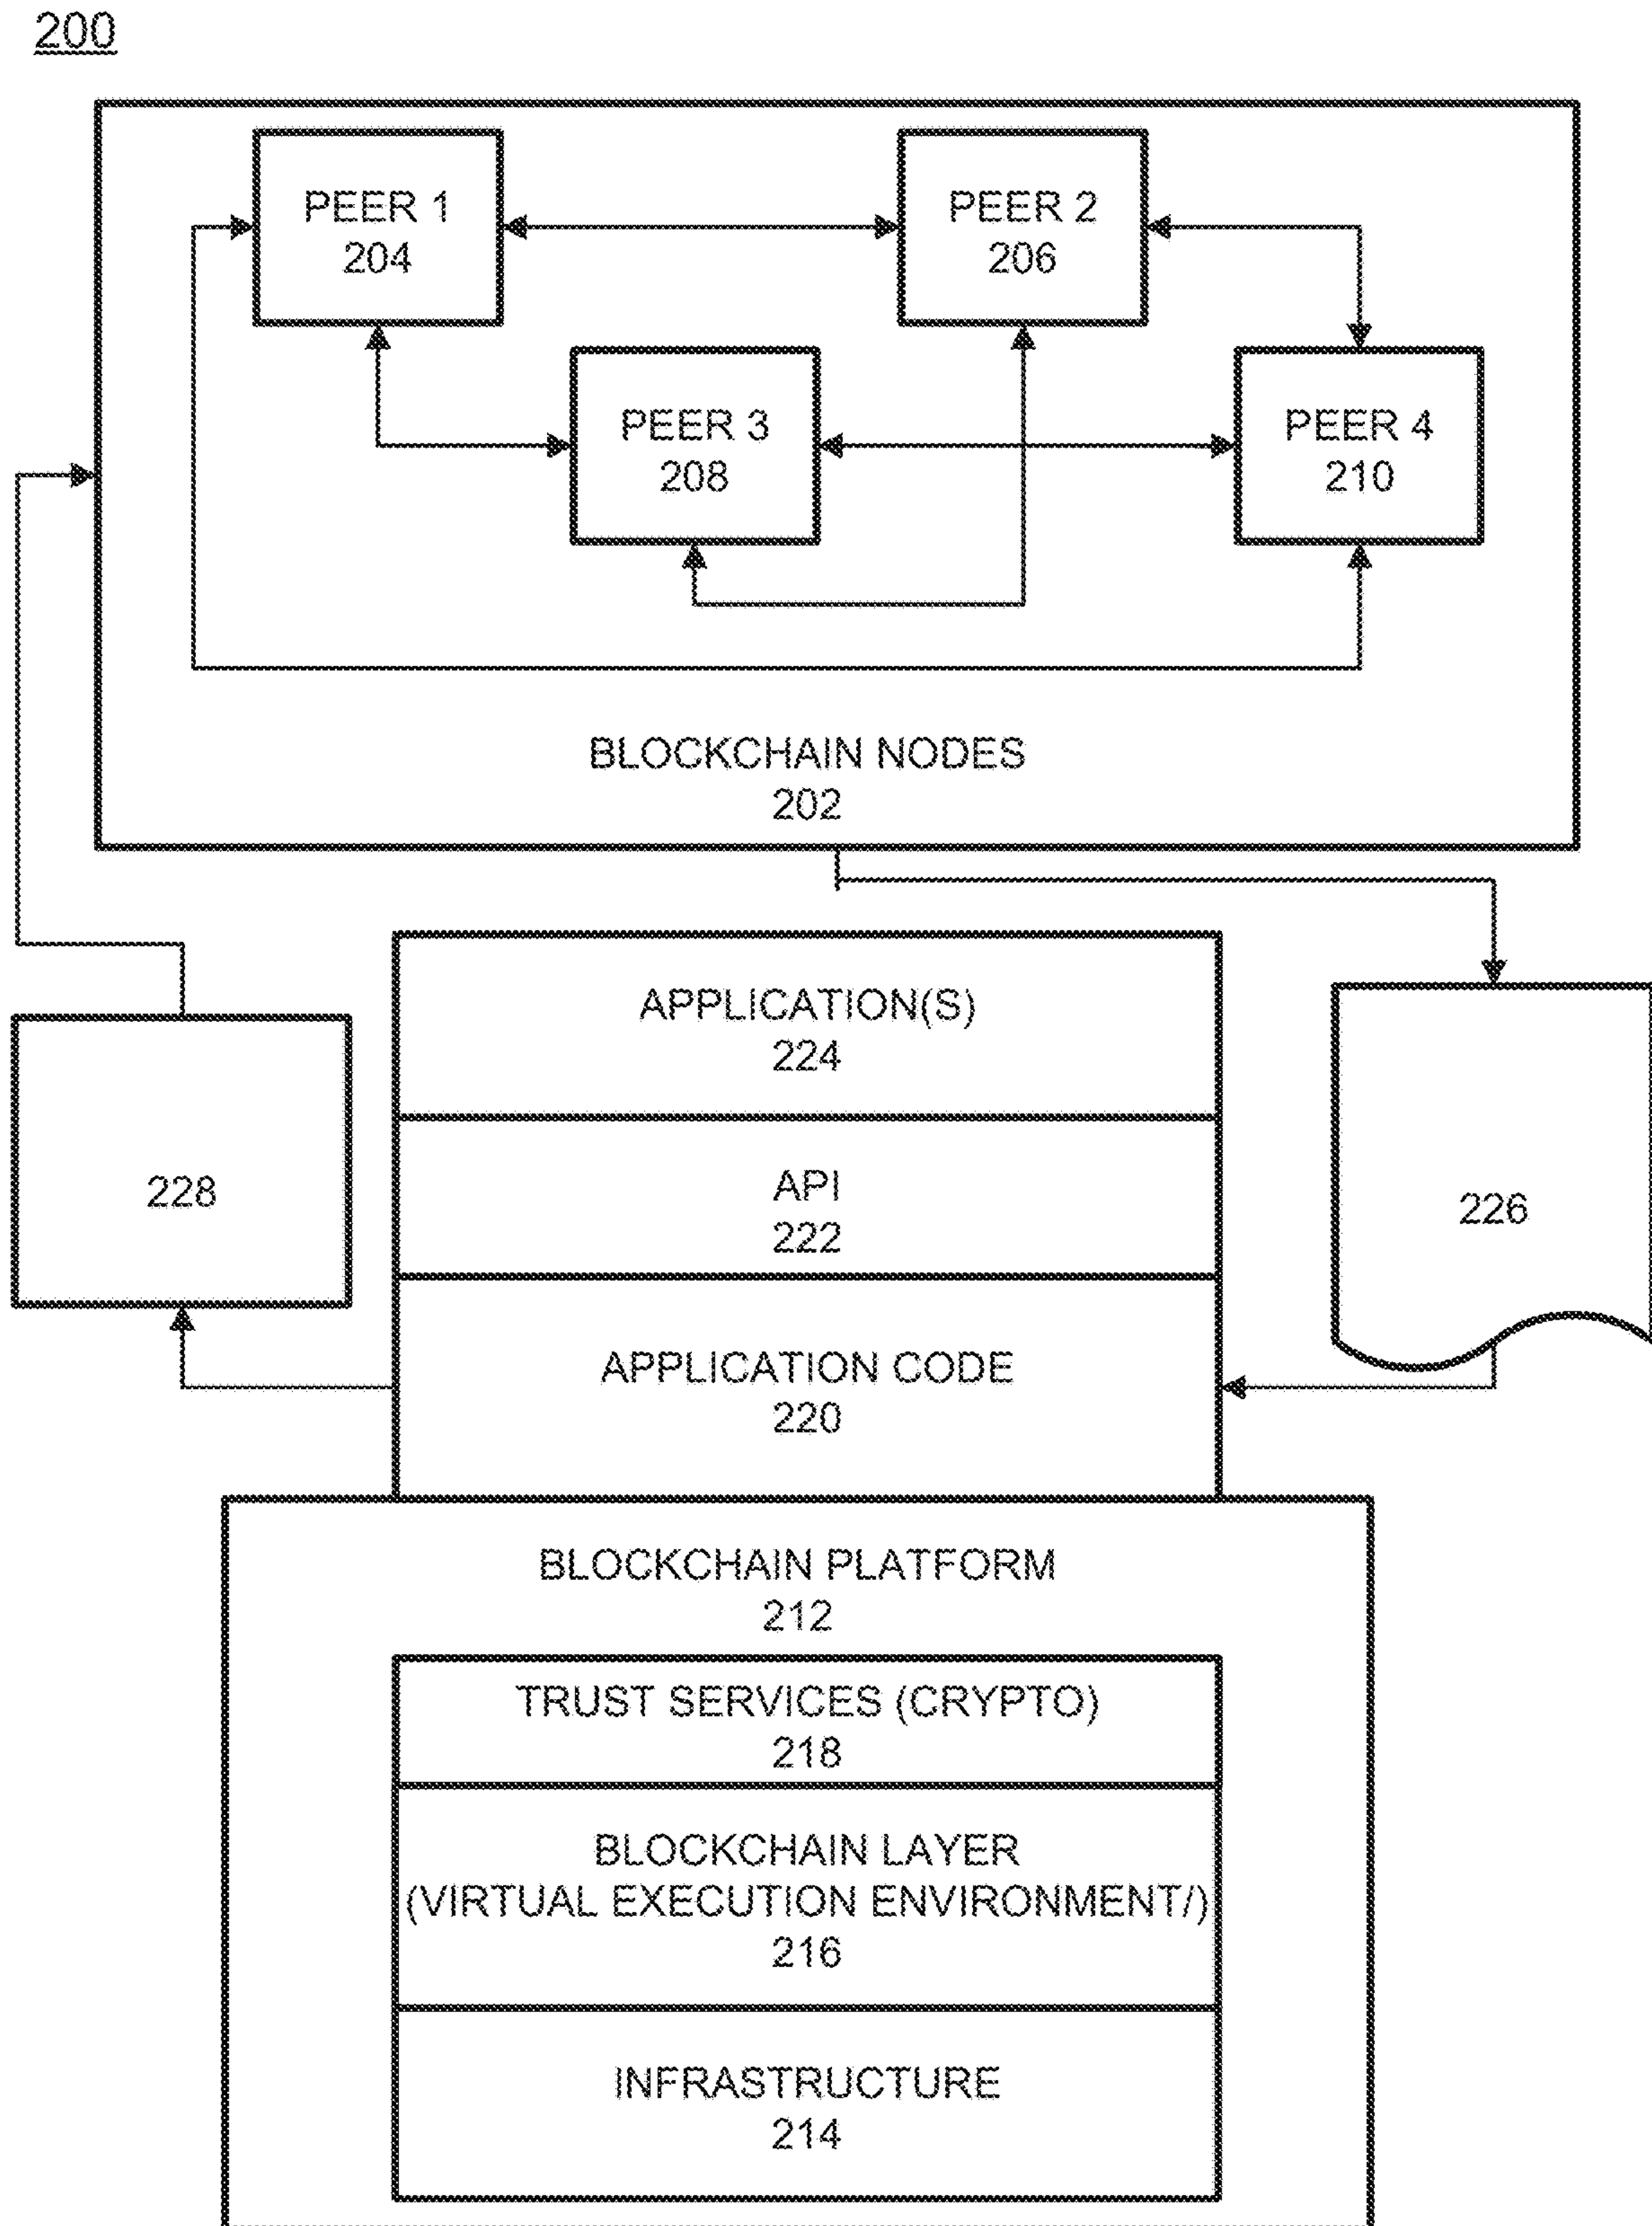 200
PEER 1
204
PEER 2
206
PEER 3
208
PEER 4
210
BLOCKCHAIN NODES
202
APPLICATION(S)
224
API
222
228
226
APPLICATION CODE
220
BLOCKCHAIN PLATFORM
212
TRUST SERVICES (CRYPTO)
218
BLOCKCHAIN LAYER
(VIRTUAL EXECUTION ENVIRONMENT/)
216
INFRASTRUCTURE
214